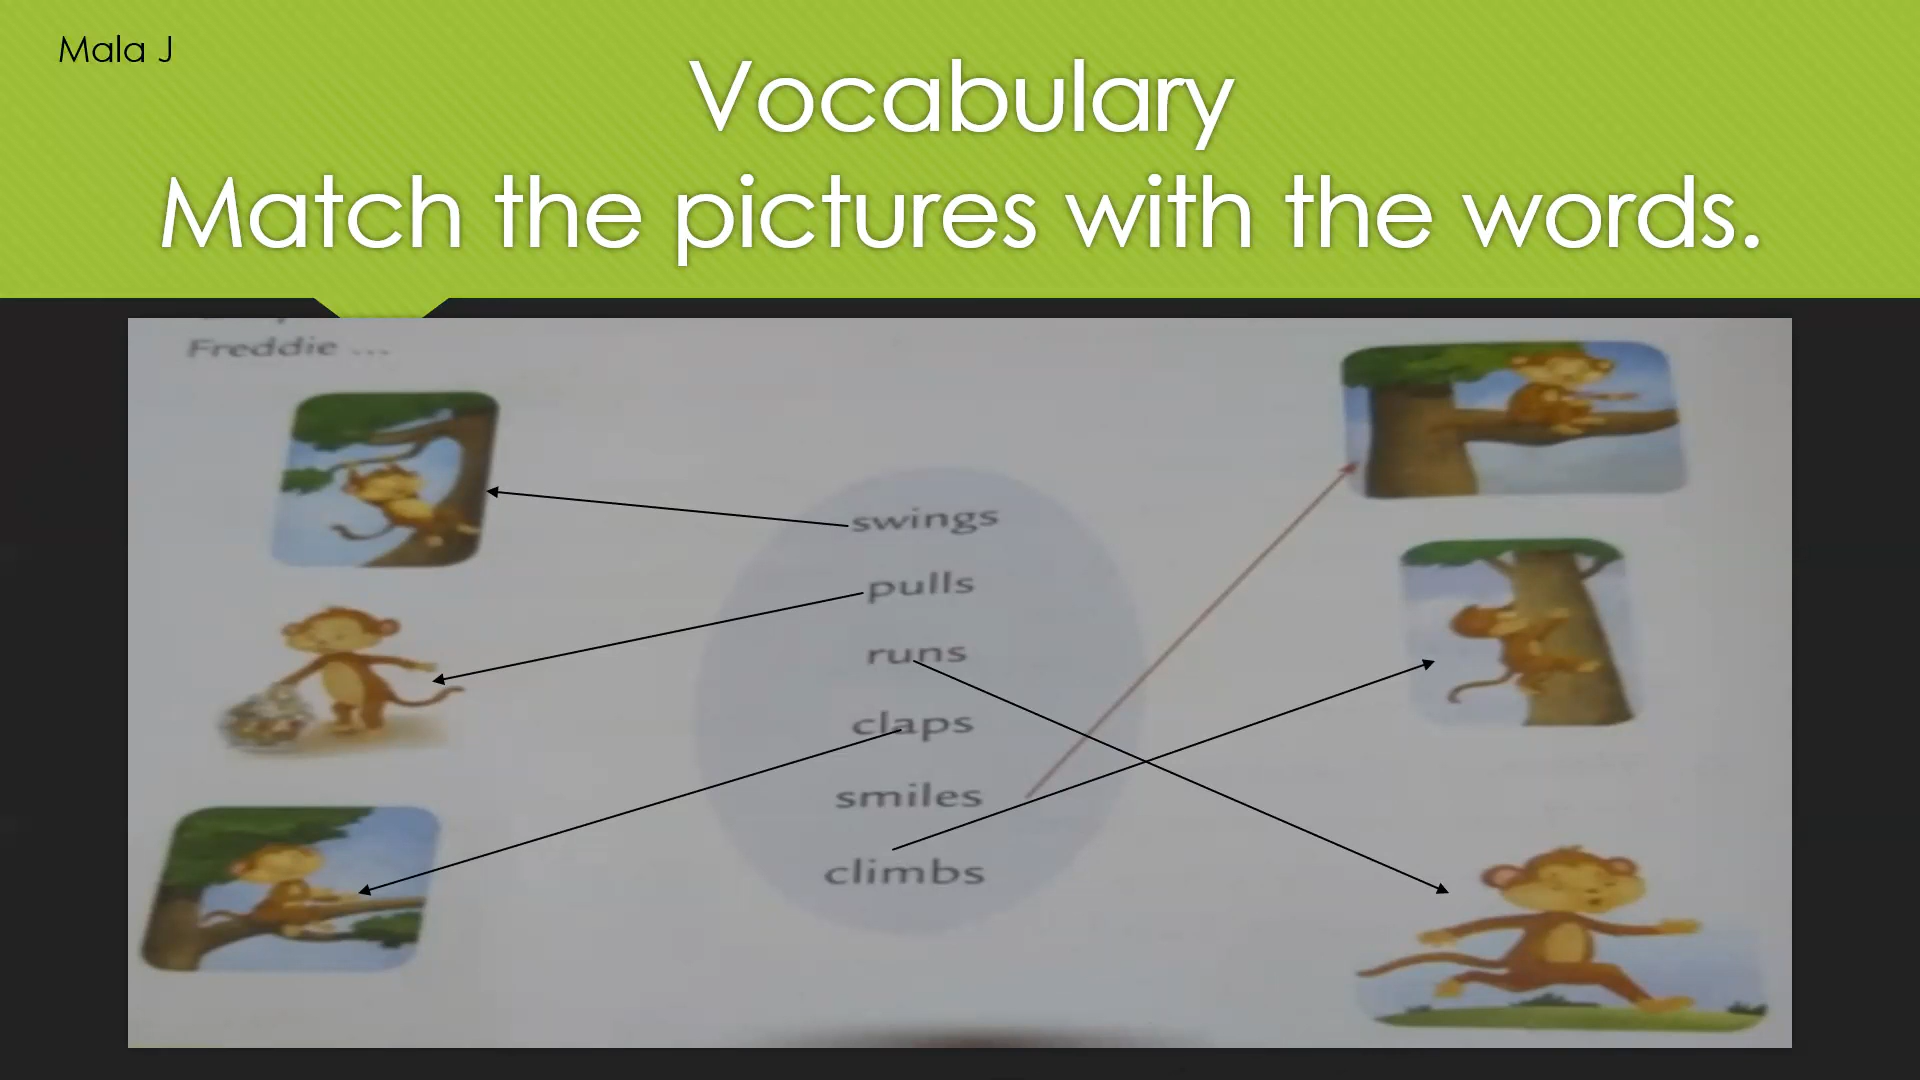 Mala J
Vocabulary
Match the pictures with the words.
Freddie ...
swings
pulls
runs
claps
smiles
climbs